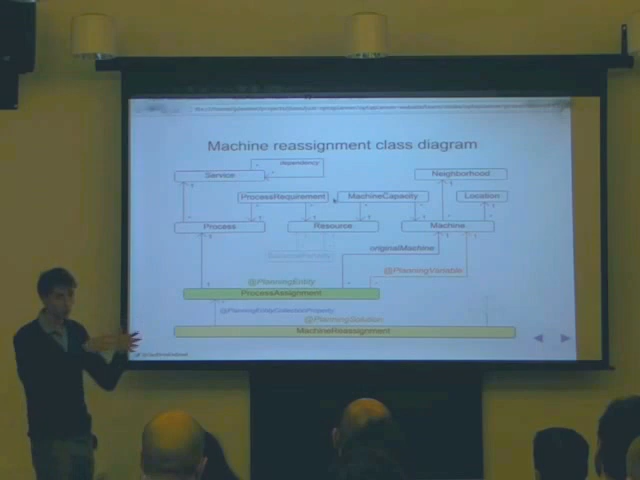 Machine reassignment class diagram
dependency
Service
Neighborhood
ProcessRequirement
MachineCapacity
Location
Process
Resource
Machine
originalMachine
@PlanningVariable
@PlanningEntity
ProcessAssignment
@PlanningEntityCollectionProperty
@PlanningSolution
MachineReassignment